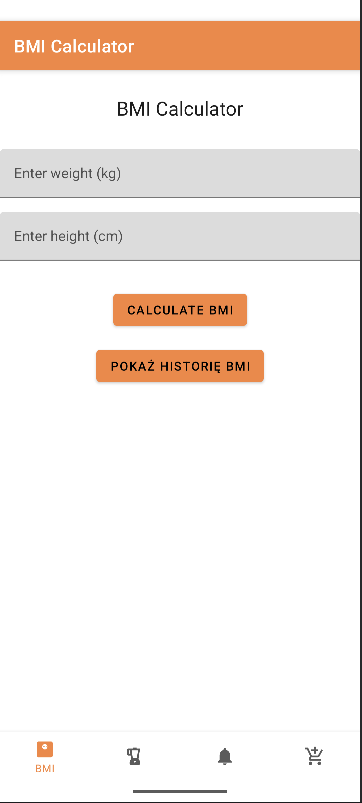 BMI Calculator
BMI Calculator
Enter weight (kg)
Enter height (cm)
CALCULATE BMI
POKAŻ HISTORIĘ BMI
BMI